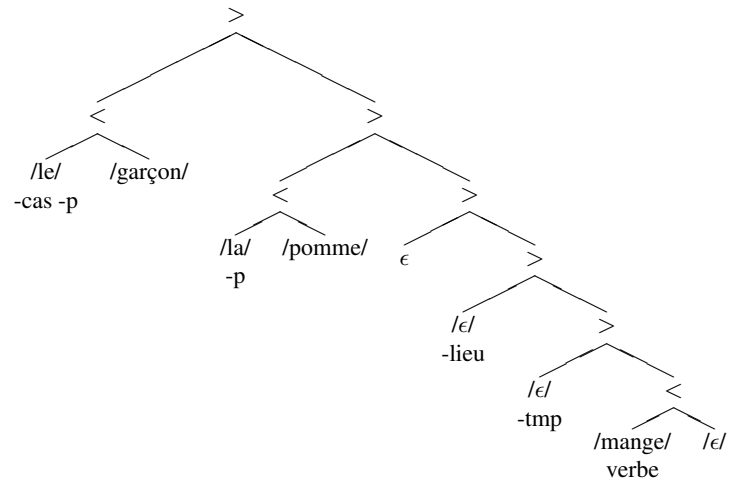 >
< >
/le/ /garçon/ < >
-cas -p
/la/ /pomme/ ϵ >
-p
/ϵ/ >
-lieu
/ϵ/ <
-tmp
/mange/ /ϵ/
verbe